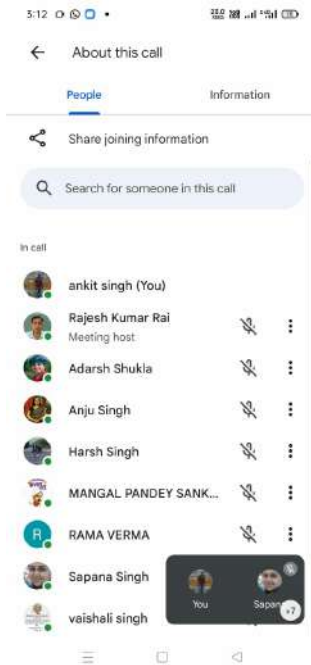 5:12
About this call
People
Information
Share joining information
Search for someone in this call
In call
ankit singh (You)
Rajesh Kumar Rai
Meeting host
Adarsh Shukla
Anju Singh
Harsh Singh
MANGAL PANDEY SANK...
R
RAMA VERMA
Sapana Singh
vaishali singh
You
Sapan
+7